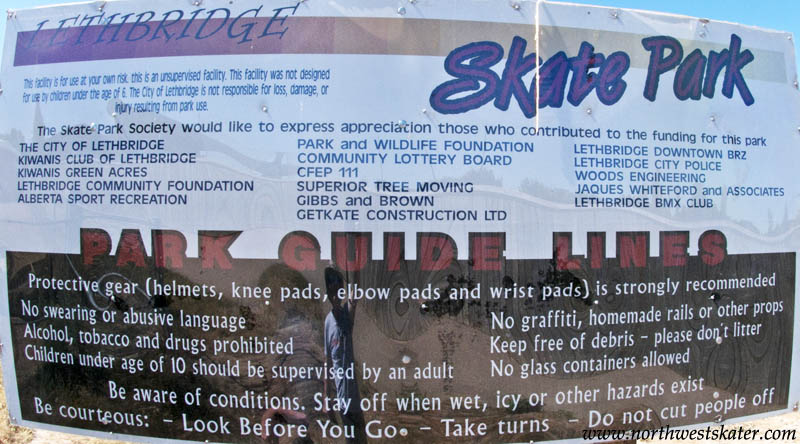 LETHBRIDGE
Skate Park
This facility is for use at your own risk. this is an unsupervised facility. This facility was not designed
for use by children under the age of 6. The City of Lethbridge is not responsible for loss, damage, or
injury resulting from park use.
The Skate Park Society would like to express appreciation those who contributed to the funding for this park
THE CITY OF LETHBRIDGE
KIWANIS CLUB OF LETHBRIDGE
KIWANIS GREEN ACRES
LETHBRIDGE COMMUNITY FOUNDATION
ALBERTA SPORT RECREATION
PARK and WILDLIFE FOUNDATION
COMMUNITY LOTTERY BOARD
CFEP 111
SUPERIOR TREE MOVING
GIBBS and BROWN
GETKATE CONSTRUCTION LTD
LETHBRIDGE DOWNTOWN BRZ
LETHBRIDGE CITY POLICE
WOODS ENGINEERING
JAQUES WHITEFORD and ASSOCIATES
LETHBRIDGE BMX CLUB
PARK GUIDE LINES
Protective gear (helmets, knee pads, elbow pads and wrist pads) is strongly recommended
No swearing or abusive language
Alcohol, tobacco and drugs prohibited
Children under age of 10 should be supervised by an adult
No graffiti, homemade rails or other props
Keep free of debris - please don't litter
No glass containers allowed
Be aware of conditions. Stay off when wet, icy or other hazards exist
Be courteous: - Look Before You Go. - Take turns Do not cut people off
www.northwestskater.com